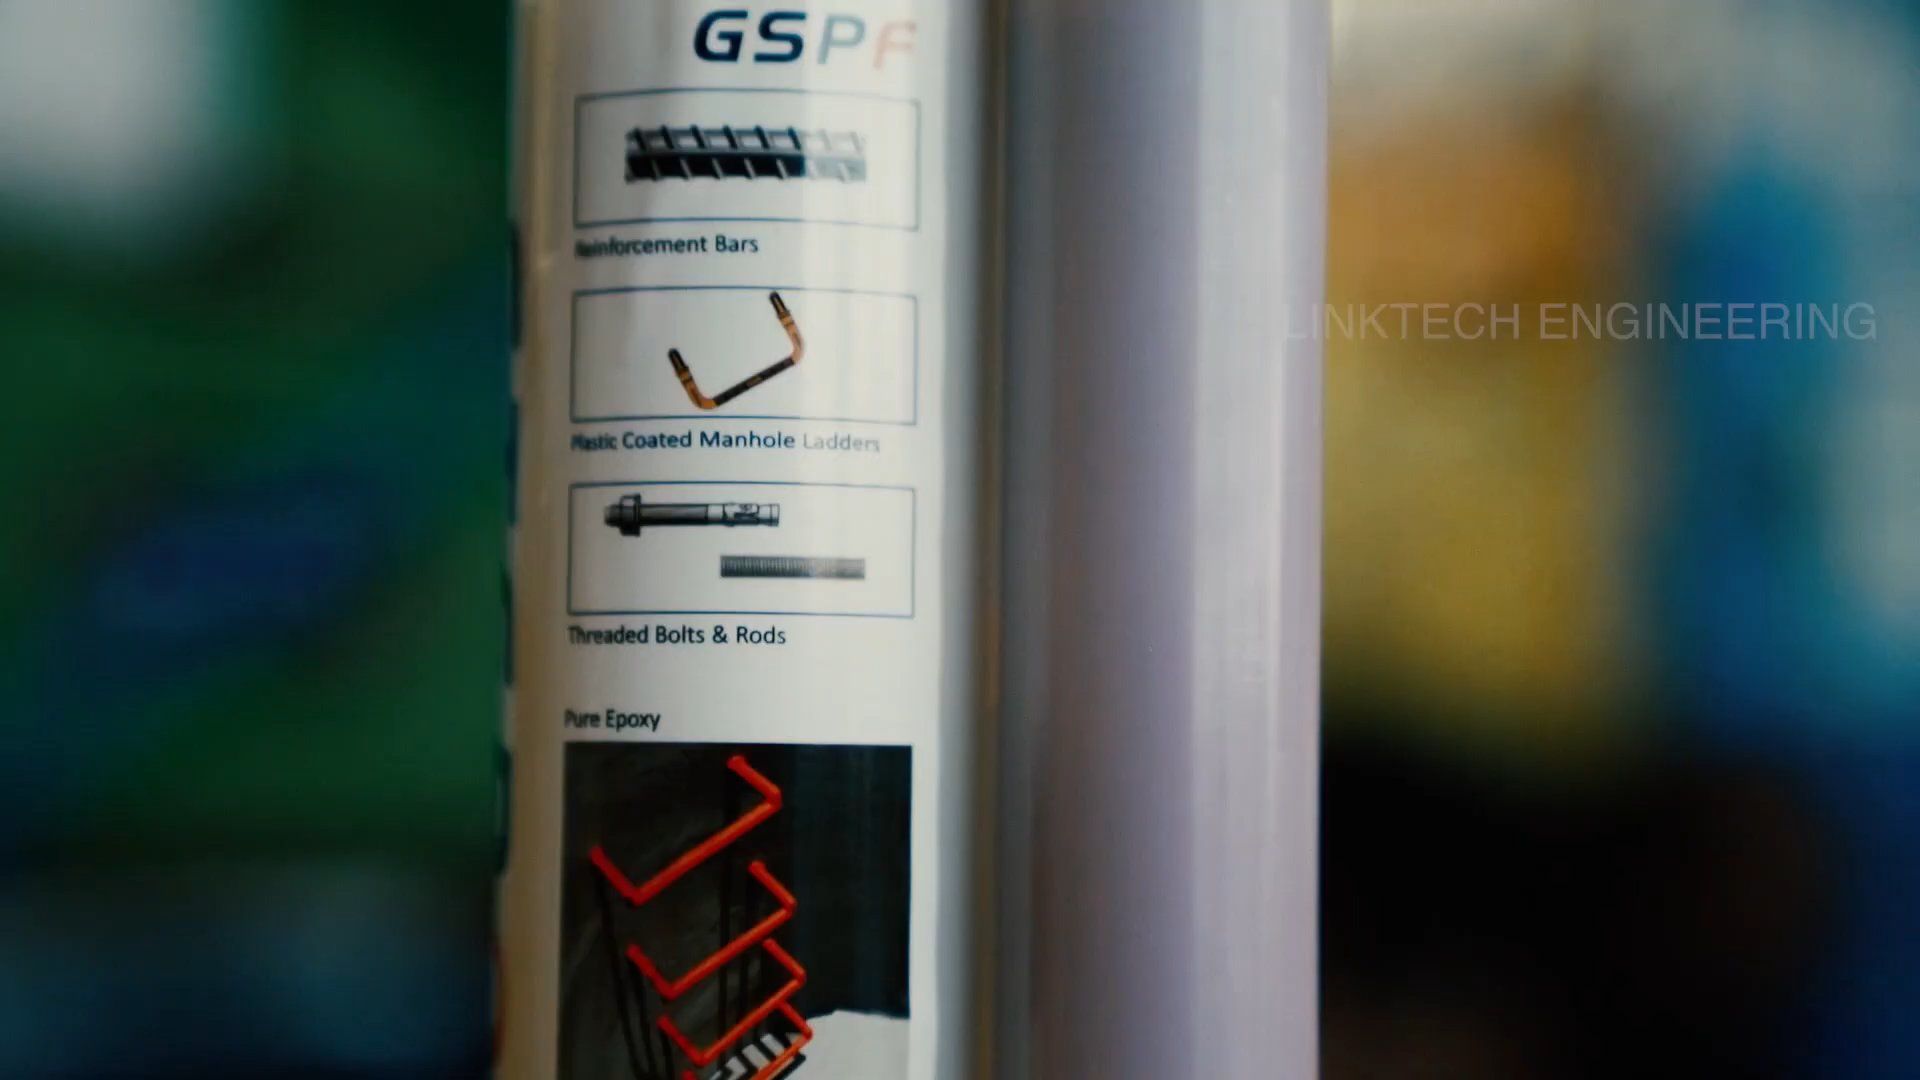 GSPF
Reinforcement Bars
LINKTECH ENGINEERING
Plastic Coated Manhole Ladders
Threaded Bolts & Rods
Pure Epoxy